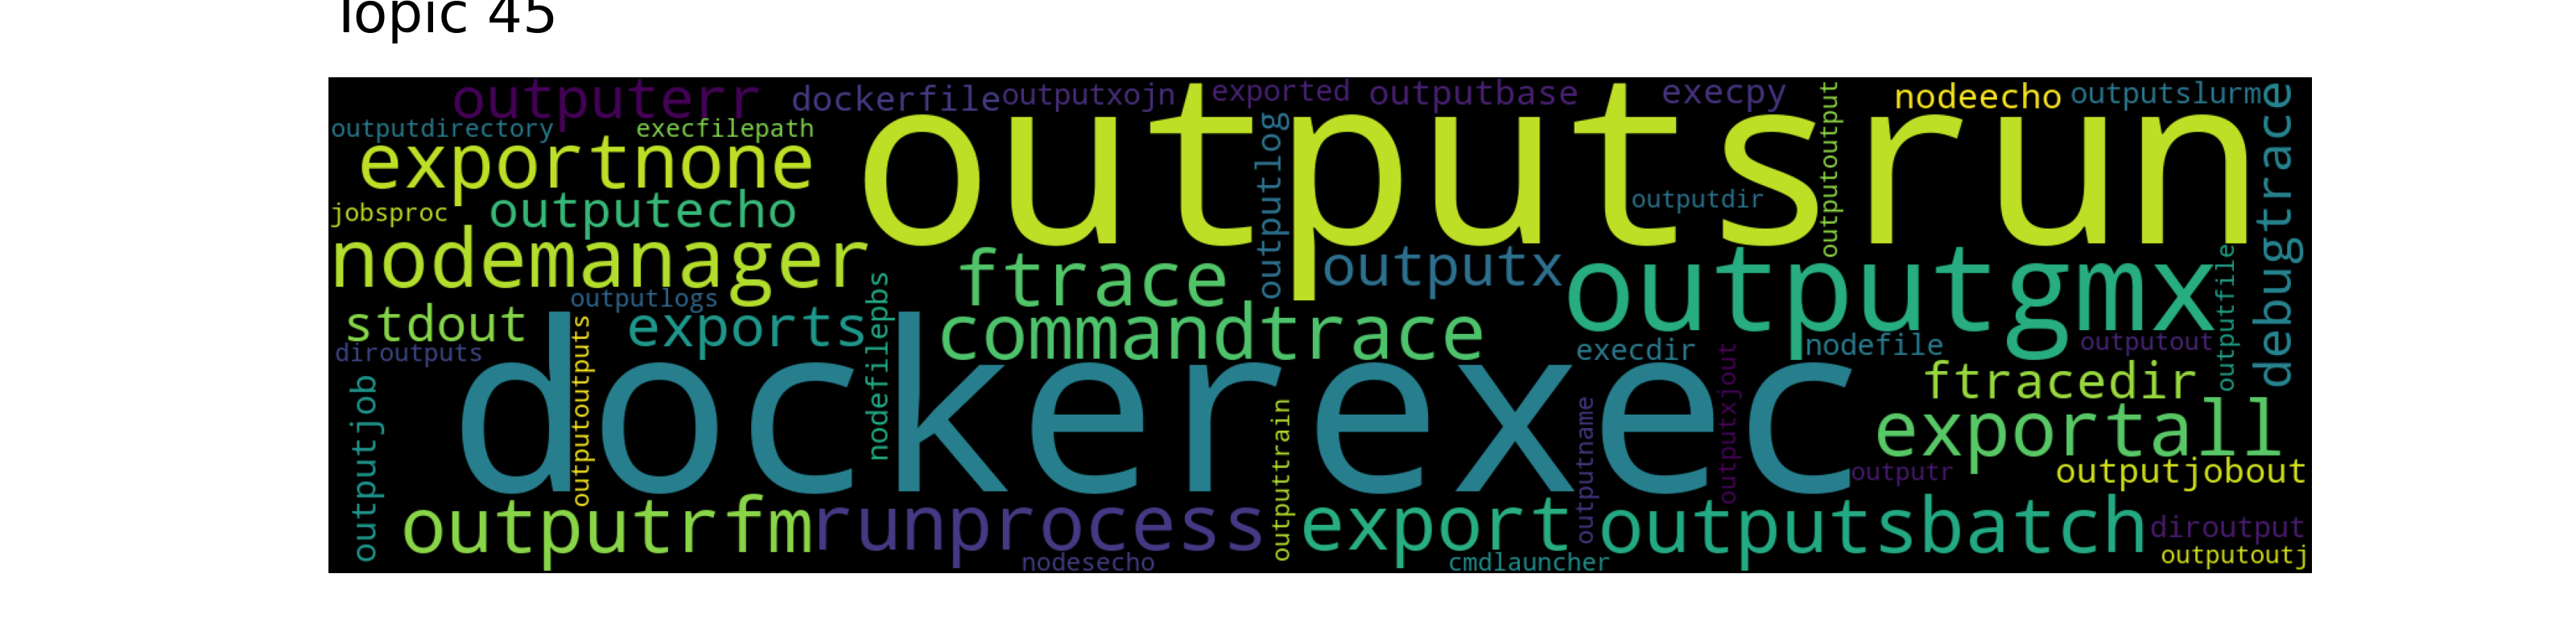 Topic 45
outputerr
dockerfile
outputxojn
exported
outputbase
execpy
nodeecho
outputslurm
outputdirectory
execfilepath
outputsrun
outputoutput
debugtrace
exportnone
outputlog
outputdir
jobsproc
outputecho
nodemanager
ftrace
outputx
outputgmx
outputfile
outputlogs
stdout
exports
nodefilepbs
commandtrace
execdir
nodefile
outputout
diroutputs
outputoutputs
dockerexec
outputxjout
ftracedir
outputjob
outputtrain
outputname
exportall
outputr
outputjobout
outputrfm
runprocess
export
outputsbatch
diroutput
nodesecho
cmdlauncher
outputoutj